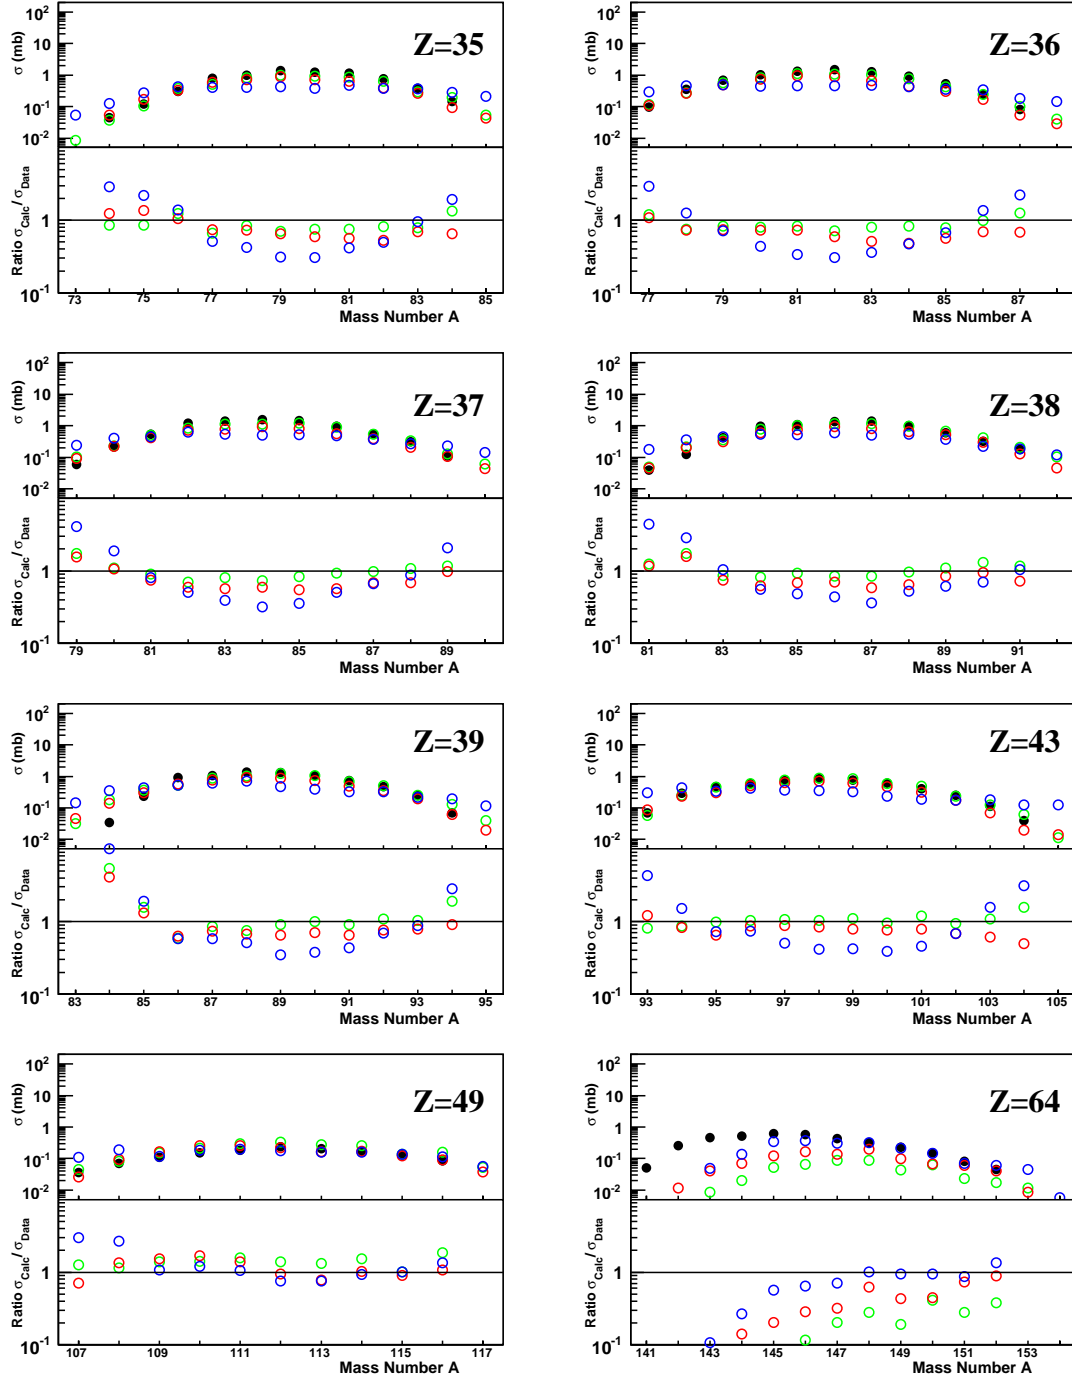 σ (mb)
10²
10
1
10⁻¹
10⁻²
Z=35
Ratio σCalc/σData
1
10⁻¹
73 75 77 79 81 83 85
Mass Number A
σ (mb)
10²
10
1
10⁻¹
10⁻²
Z=36
Ratio σCalc/σData
1
10⁻¹
77 79 81 83 85 87
Mass Number A
σ (mb)
10²
10
1
10⁻¹
10⁻²
Z=37
Ratio σCalc/σData
1
10⁻¹
79 81 83 85 87 89
Mass Number A
σ (mb)
10²
10
1
10⁻¹
10⁻²
Z=38
Ratio σCalc/σData
1
10⁻¹
81 83 85 87 89 91
Mass Number A
σ (mb)
10²
10
1
10⁻¹
10⁻²
Z=39
Ratio σCalc/σData
1
10⁻¹
83 85 87 89 91 93 95
Mass Number A
σ (mb)
10²
10
1
10⁻¹
10⁻²
Z=43
Ratio σCalc/σData
1
10⁻¹
93 95 97 99 101 103 105
Mass Number A
σ (mb)
10²
10
1
10⁻¹
10⁻²
Z=49
Ratio σCalc/σData
1
10⁻¹
107 109 111 113 115 117
Mass Number A
σ (mb)
10²
10
1
10⁻¹
10⁻²
Z=64
Ratio σCalc/σData
1
10⁻¹
141 143 145 147 149 151 153
Mass Number A